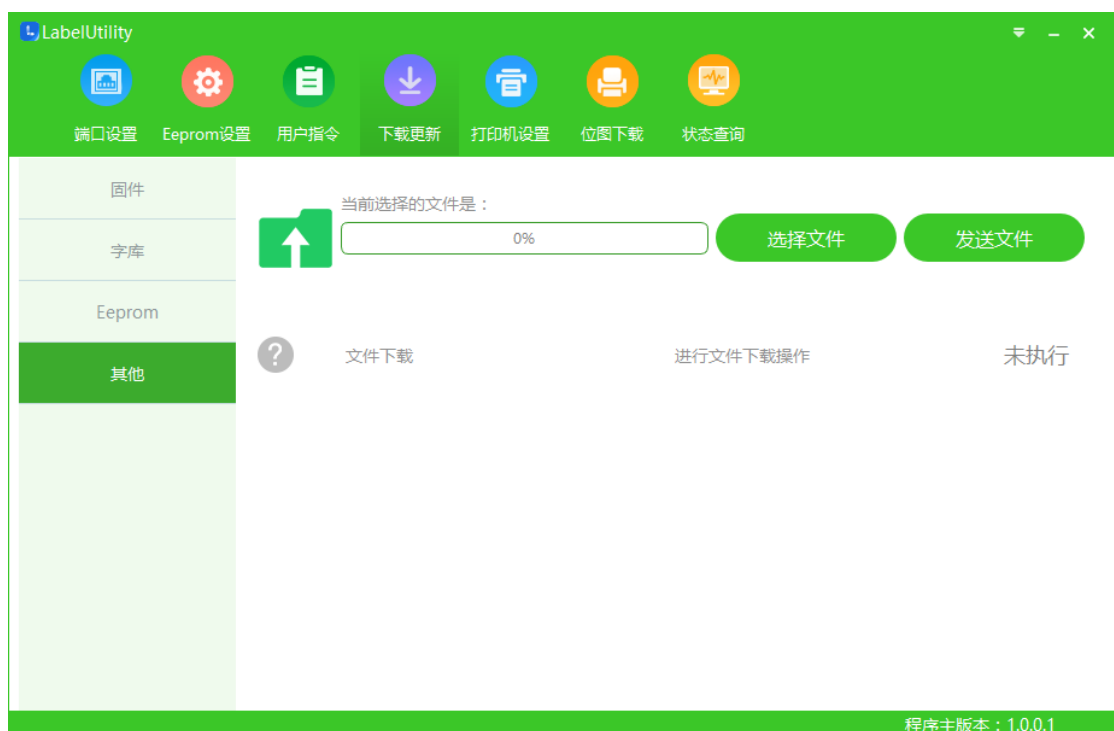 LabelUtility
端口设置 Eeprom设置 用户指令 下载更新 打印机设置 位图下载 状态查询
固件
字库
Eeprom
其他
当前选择的文件是：
0%
选择文件 发送文件
文件下载 进行文件下载操作 未执行
程序主版本：1.0.0.1